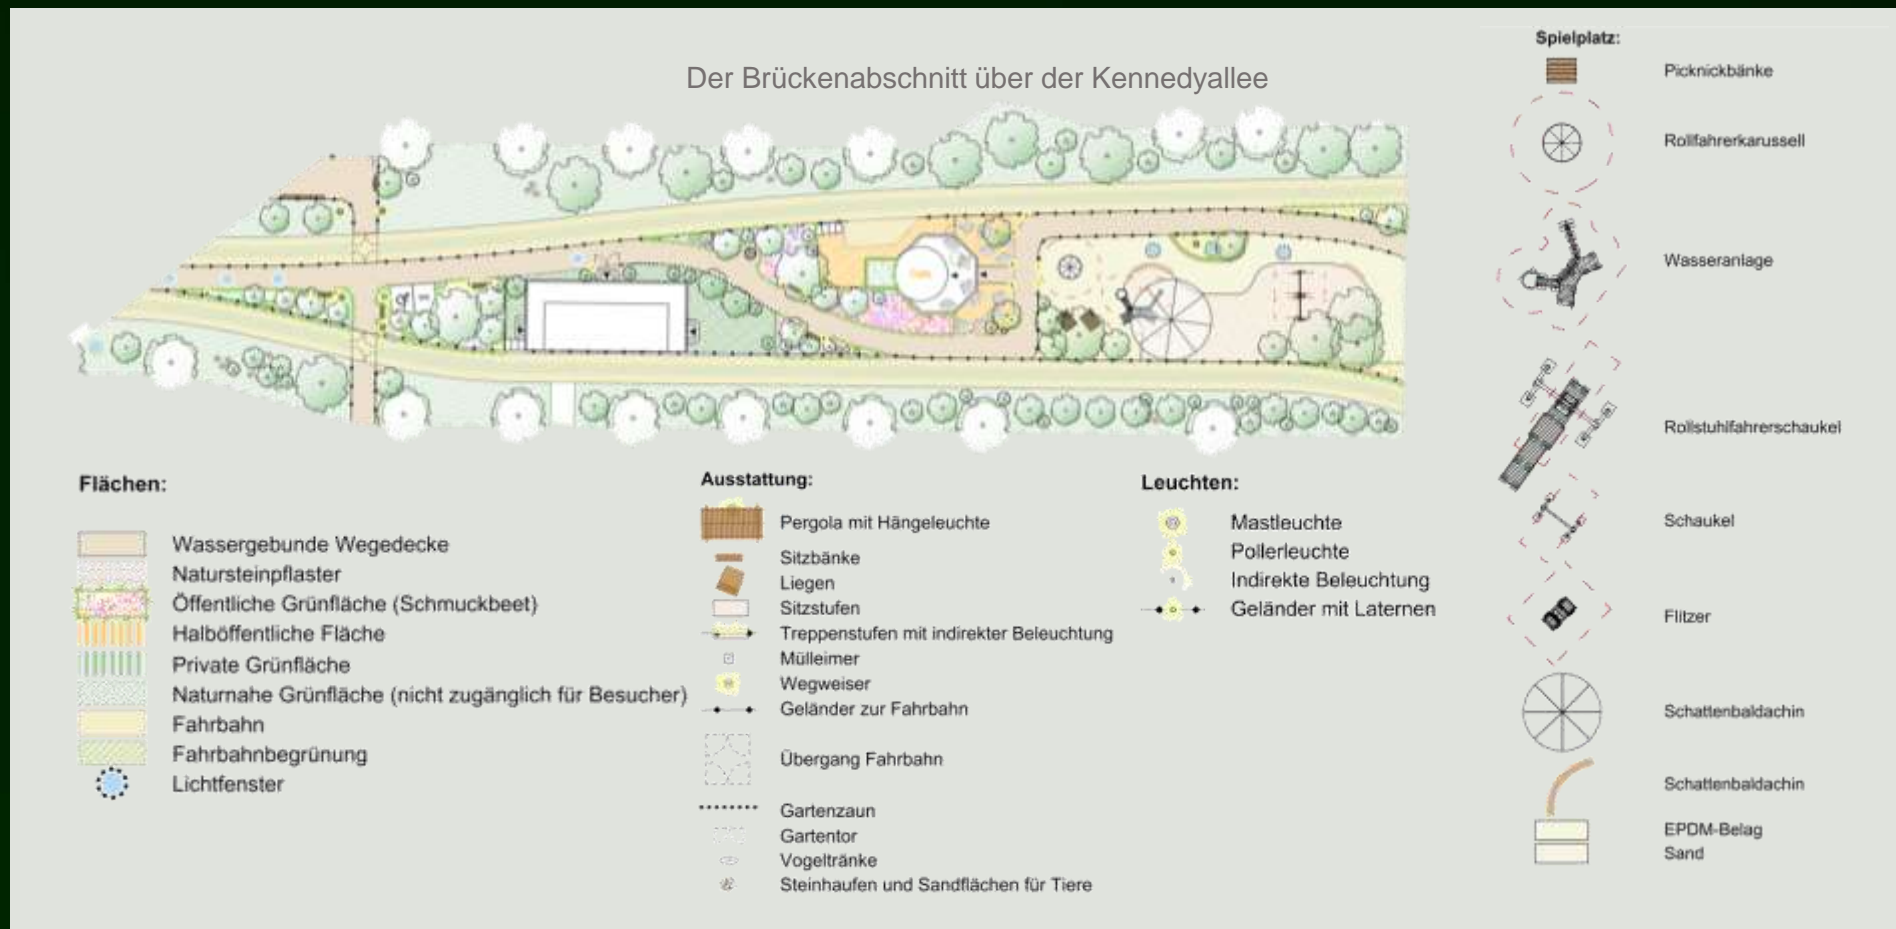 Der Brückenabschnitt über der Kennedyallee
Flächen:
Wassergebunde Wegedecke
Natursteinpflaster
Öffentliche Grünfläche (Schmuckbeet)
Halböffentliche Fläche
Private Grünfläche
Naturnahe Grünfläche (nicht zugänglich für Besucher)
Fahrbahn
Fahrbahnbegrünung
Lichtfenster
Ausstattung:
Pergola mit Hängeleuchte
Sitzbänke
Liegen
Sitzstufen
Treppenstufen mit indirekter Beleuchtung
Mülleimer
Wegweiser
Geländer zur Fahrbahn
Übergang Fahrbahn
Gartenzaun
Gartentor
Vogeltränke
Steinhaufen und Sandflächen für Tiere
Leuchten:
Mastleuchte
Pollerleuchte
Indirekte Beleuchtung
Geländer mit Laternen
Spielplatz:
Picknickbänke
Rollfahrerkarussell
Wasseranlage
Rollstuhlfahrerschaukel
Schaukel
Flitzer
Schattenbaldachin
Schattenbaldachin
EPDM-Belag
Sand